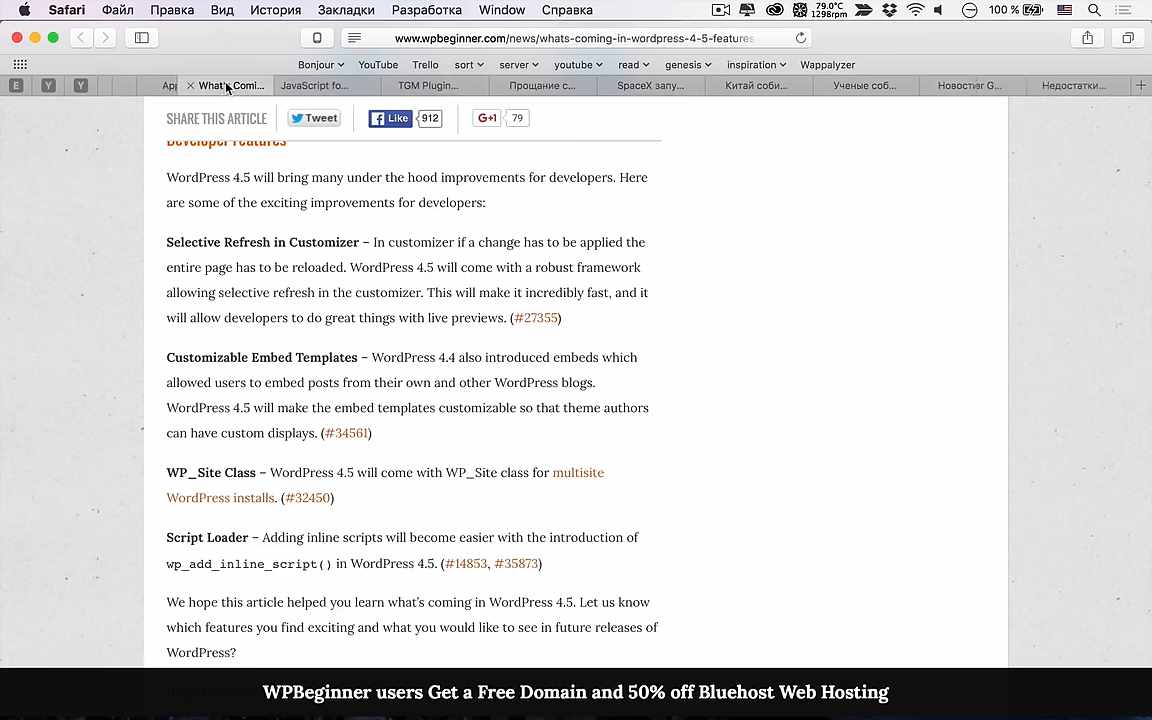 Safari Файл Правка Вид История Закладки Разработка Window Справка 79.0°C 1298rpm 100 %
www.wpbeginner.com/news/whats-coming-in-wordpress-4-5-features
Bonjour YouTube Trello sort server youtube read genesis inspiration Wappalyzer
E Y Y App What's Comi... JavaScript fo... TGM Plugin... Прощание с... SpaceX запу... Китай соби... Ученые соб... Новости G... Недостатки...
SHARE THIS ARTICLE Tweet Like 912 G+1 79
Developer Features
WordPress 4.5 will bring many under the hood improvements for developers. Here
are some of the exciting improvements for developers:
Selective Refresh in Customizer – In customizer if a change has to be applied the
entire page has to be reloaded. WordPress 4.5 will come with a robust framework
allowing selective refresh in the customizer. This will make it incredibly fast, and it
will allow developers to do great things with live previews. (#27355)
Customizable Embed Templates – WordPress 4.4 also introduced embeds which
allowed users to embed posts from their own and other WordPress blogs.
WordPress 4.5 will make the embed templates customizable so that theme authors
can have custom displays. (#34561)
WP_Site Class – WordPress 4.5 will come with WP_Site class for multisite
WordPress installs. (#32450)
Script Loader – Adding inline scripts will become easier with the introduction of
wp_add_inline_script() in WordPress 4.5. (#14853, #35873)
We hope this article helped you learn what's coming in WordPress 4.5. Let us know
which features you find exciting and what you would like to see in future releases of
WordPress?
WPBeginner users Get a Free Domain and 50% off Bluehost Web Hosting